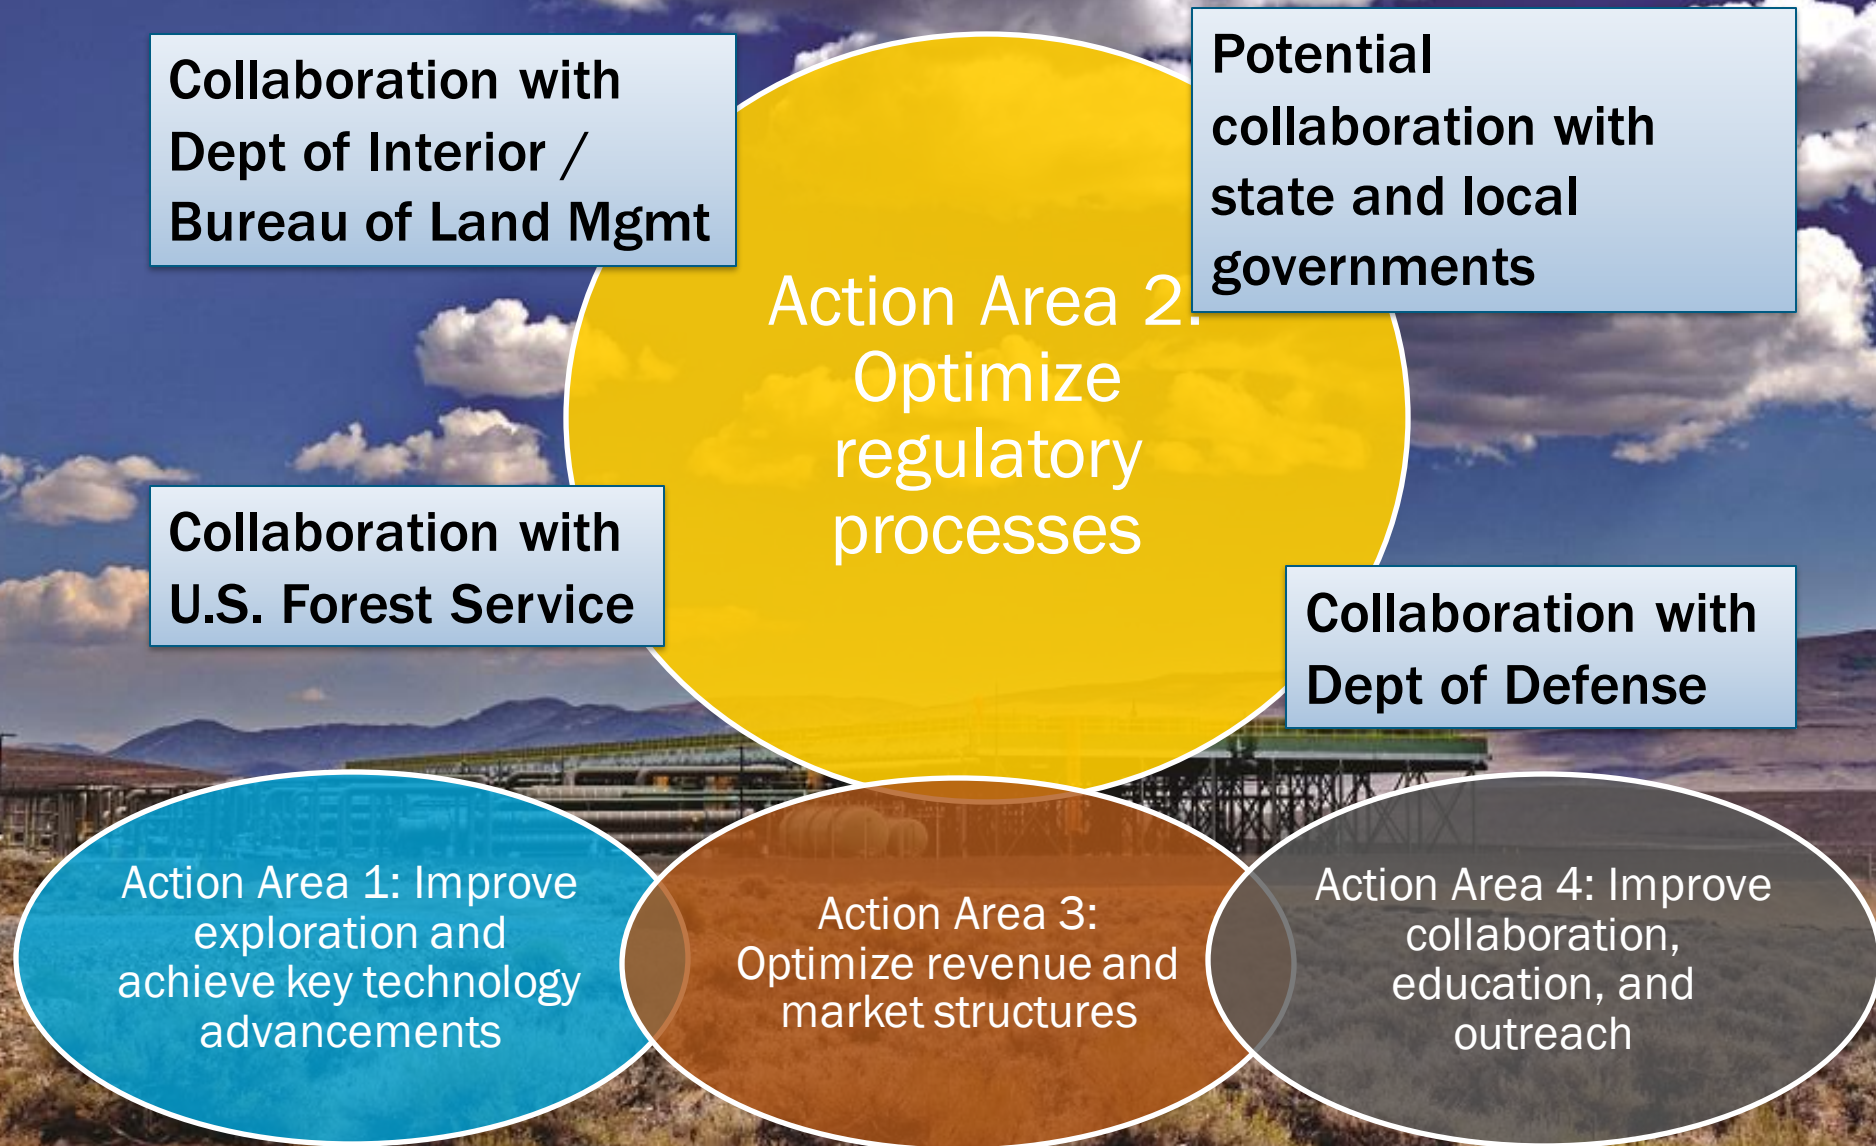 Collaboration with
Dept of Interior /
Bureau of Land Mgmt
Potential
collaboration with
state and local
governments
Action Area 2:
Optimize
regulatory
processes
Collaboration with
U.S. Forest Service
Collaboration with
Dept of Defense
Action Area 1: Improve
exploration and
achieve key technology
advancements
Action Area 3:
Optimize revenue and
market structures
Action Area 4: Improve
collaboration,
education, and
outreach